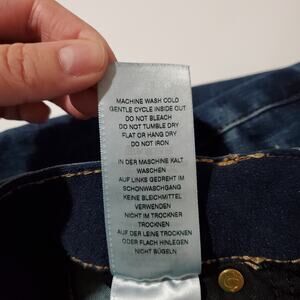 MACHINE WASH COLD
GENTLE CYCLE INSIDE OUT
DO NOT BLEACH
DO NOT TUMBLE DRY
FLAT OR HANG DRY
DO NOT IRON
IN DER MASCHINE KALT
WASCHEN
AUF LINKS GEDREHT IM
SCHONWASCHGANG
KEINE BLEICHMITTEL
VERWENDEN
NICHT IM TROCKNER
TROCKNEN
AUF DER LEINE TROCKNEN
ODER FLACH HINLEGEN
NICHT BÜGELN